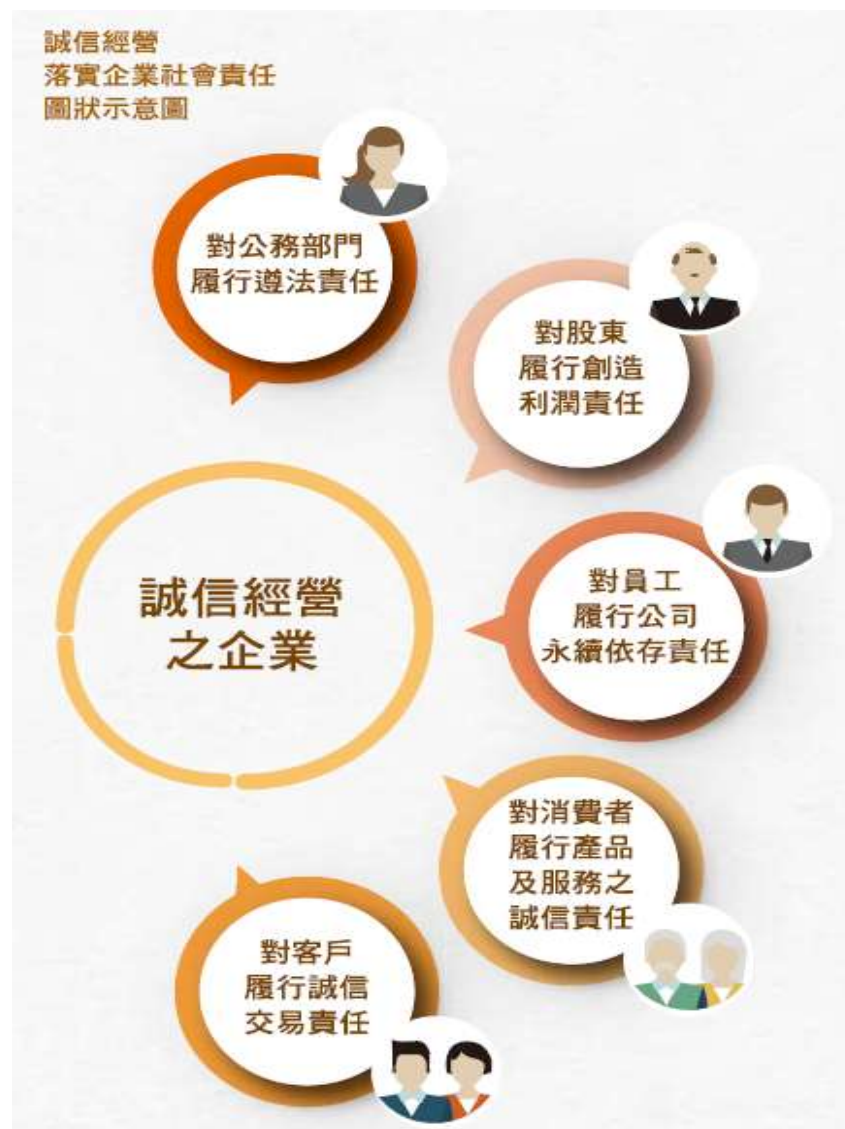 誠信經營
落實企業社會責任
圖狀示意圖
對公務部門
履行遵法責任
對股東
履行創造
利潤責任
對員工
履行公司
永續依存責任
誠信經營
之企業
對消費者
履行產品
及服務之
誠信責任
對客戶
履行誠信
交易責任